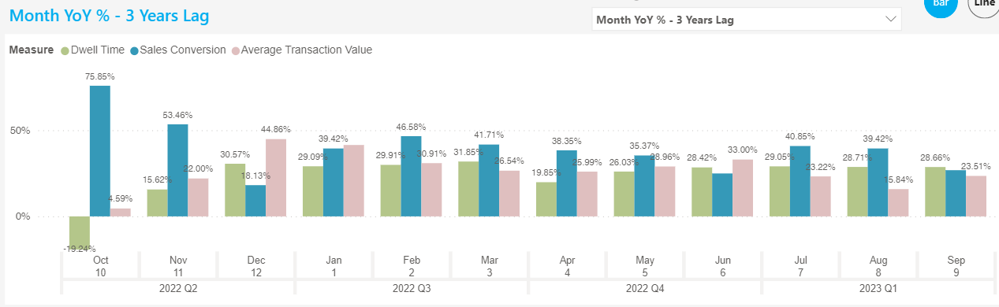 Month YoY % - 3 Years Lag
Month YoY % - 3 Years Lag
Bar
Line
Measure Dwell Time Sales Conversion Average Transaction Value
50%
0%
-19.24% 75.85% 4.59%
15.62% 53.46% 22.00%
30.57% 18.13% 44.86%
29.09% 39.42%
29.91% 46.58% 30.91%
31.85% 41.71% 26.54%
19.85% 38.35% 25.99%
26.03% 35.37% 28.96%
28.42% 33.00%
29.05% 40.85% 23.22%
28.71% 39.42% 15.84%
28.66% 23.51%
Oct Nov Dec Jan Feb Mar Apr May Jun Jul Aug Sep
10 11 12 1 2 3 4 5 6 7 8 9
2022 Q2 2022 Q3 2022 Q4 2023 Q1